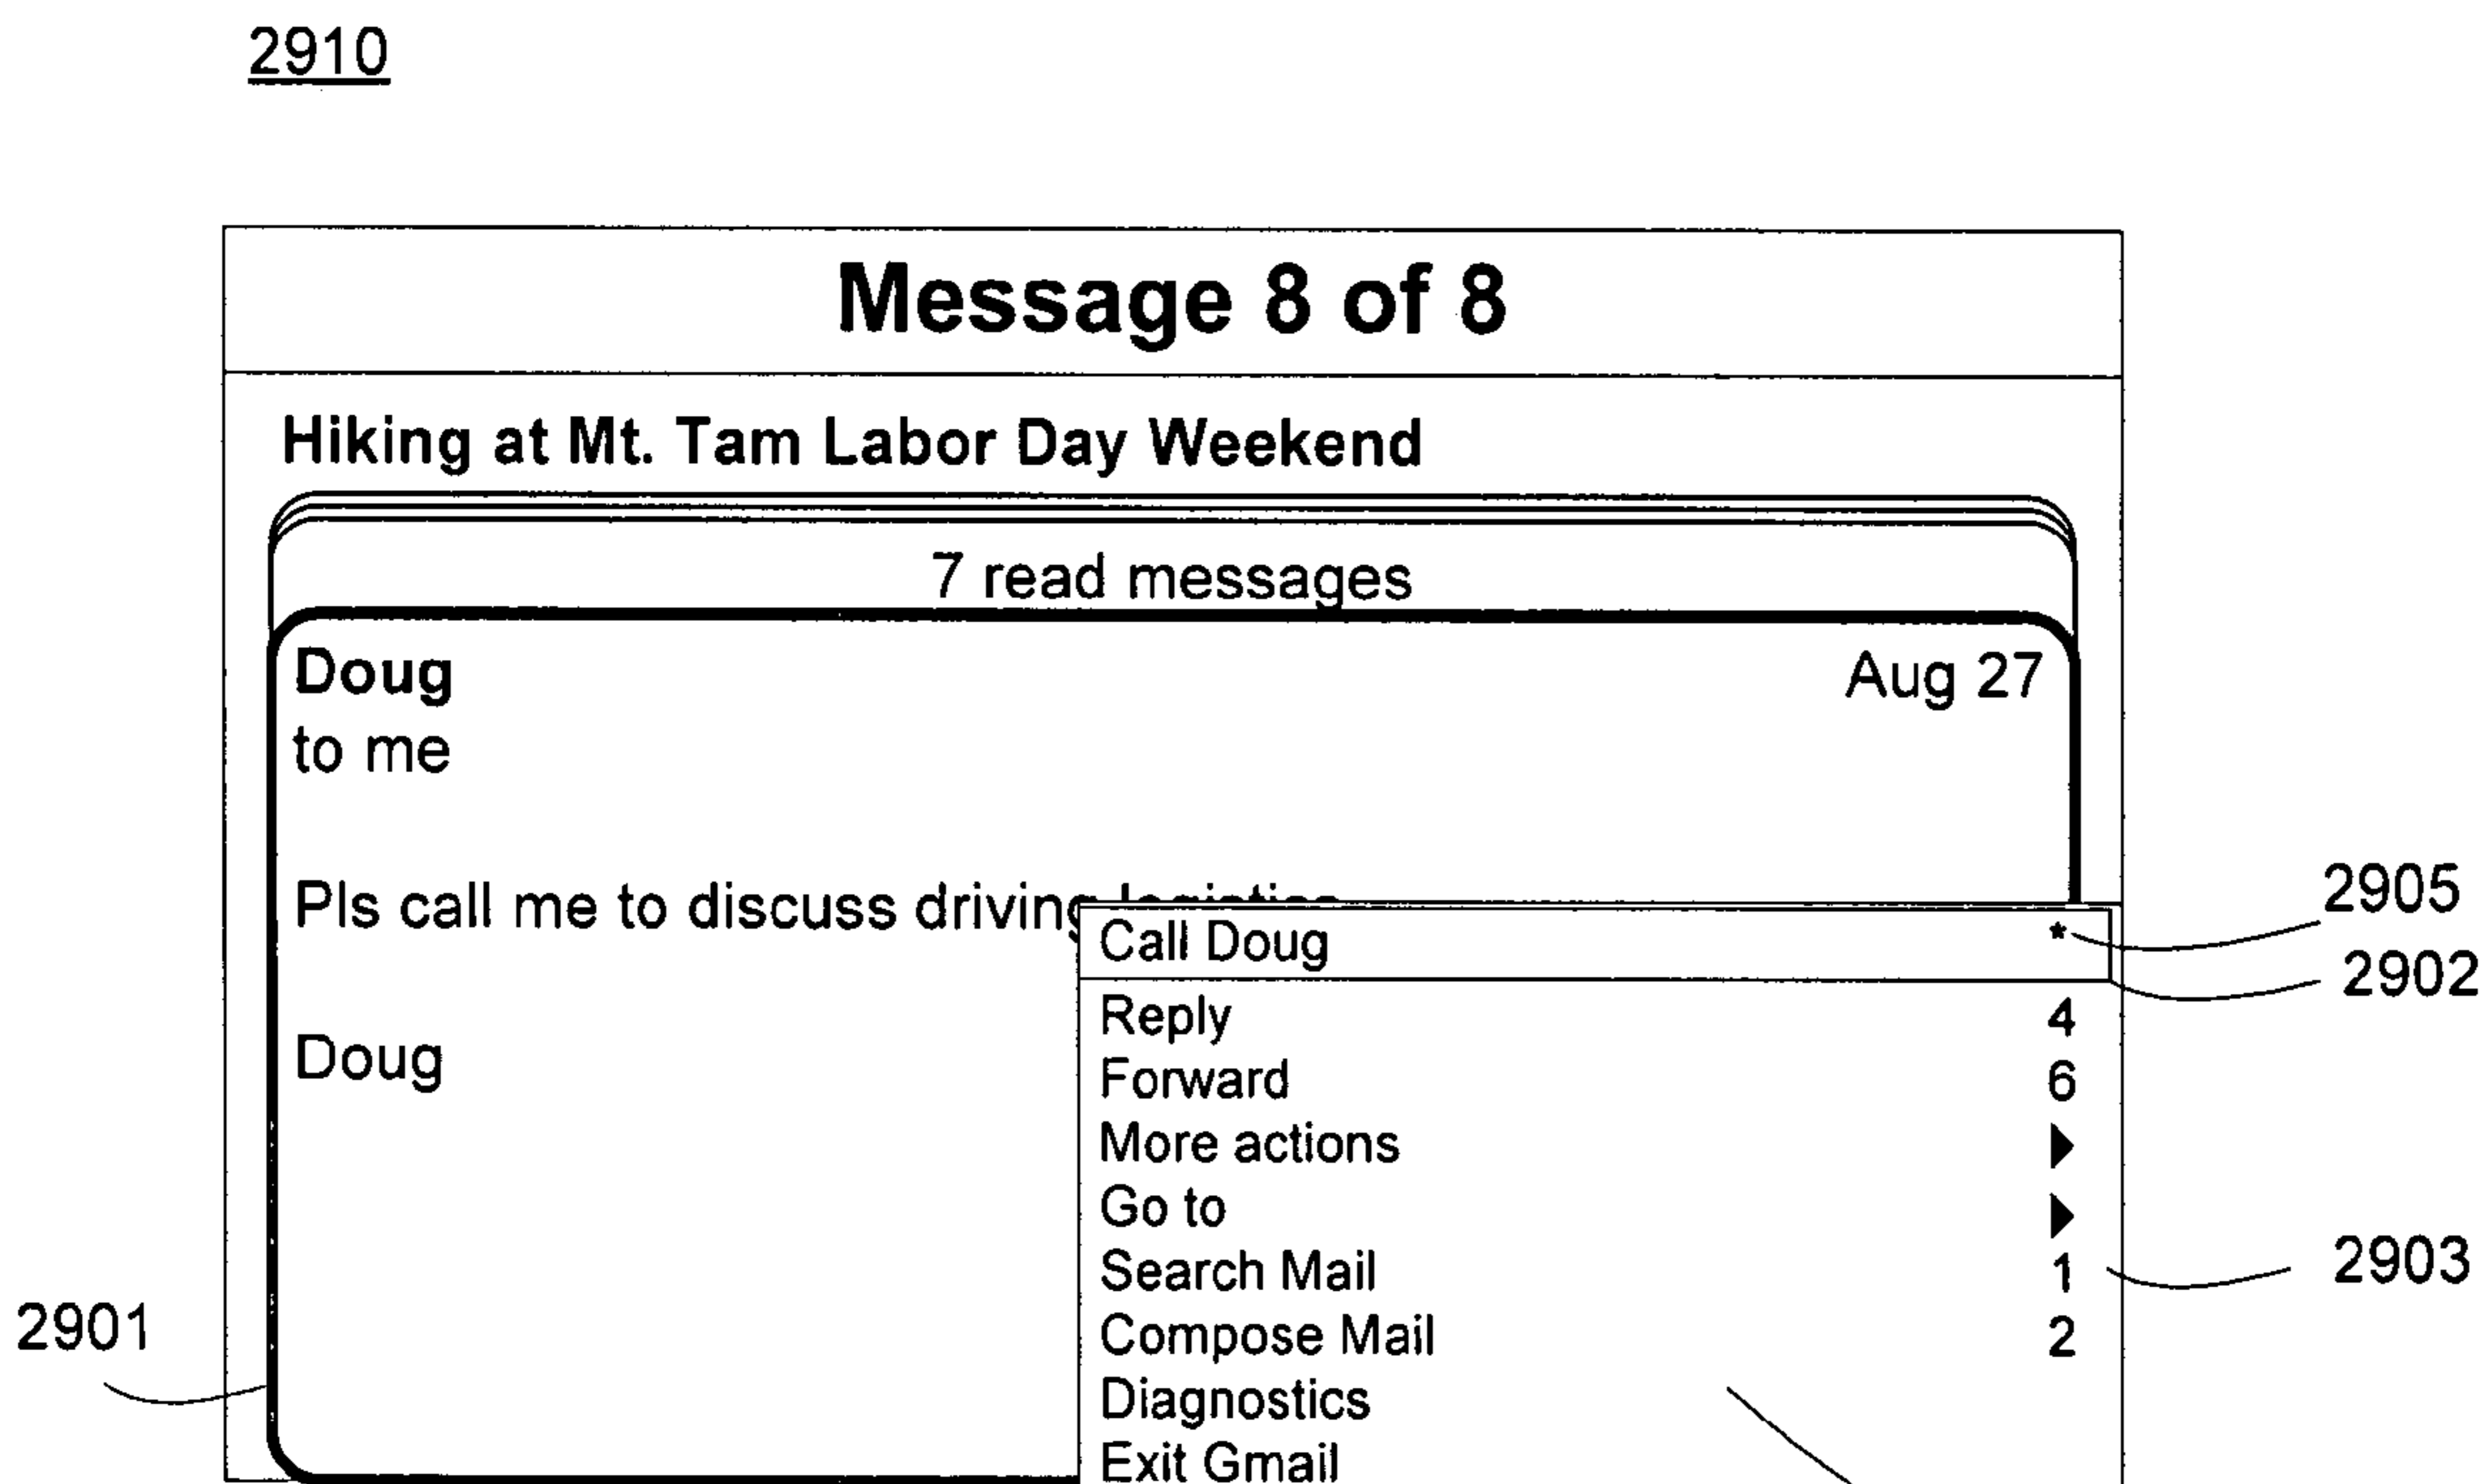 2910
Message 8 of 8
Hiking at Mt. Tam Labor Day Weekend
7 read messages
Doug Aug 27
to me
Pls call me to discuss driving
Call Doug *
2905
2902
Reply 4
Doug
Forward 6
More actions
Go to
Search Mail 1
2903
2901
Compose Mail 2
Diagnostics
Exit Gmail